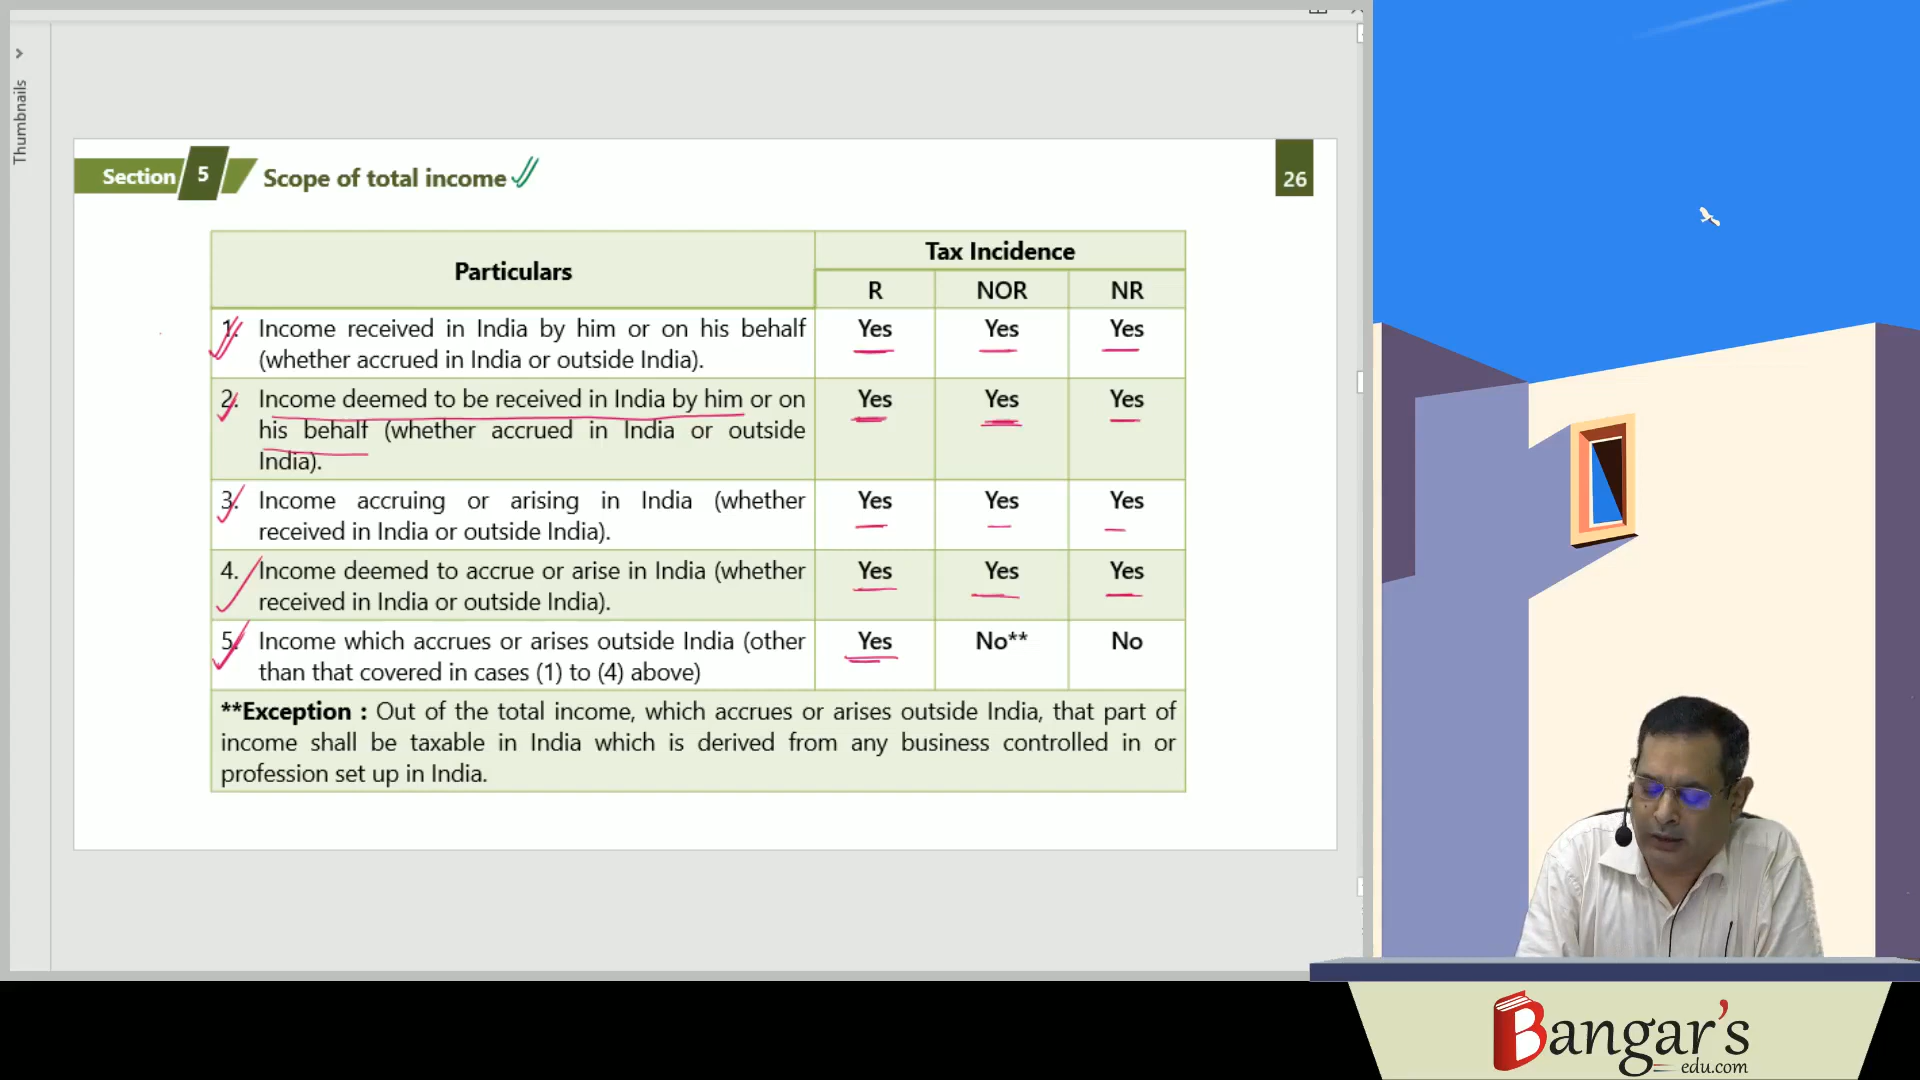 Thumbnails
Section 5 Scope of total income
26
Particulars
Tax Incidence
R NOR NR
1. Income received in India by him or on his behalf
(whether accrued in India or outside India).
Yes Yes Yes
2. Income deemed to be received in India by him or on
his behalf (whether accrued in India or outside
India).
Yes Yes Yes
3. Income accruing or arising in India (whether
received in India or outside India).
Yes Yes Yes
4. Income deemed to accrue or arise in India (whether
received in India or outside India).
Yes Yes Yes
5. Income which accrues or arises outside India (other
than that covered in cases (1) to (4) above)
Yes No** No
**Exception : Out of the total income, which accrues or arises outside India, that part of
income shall be taxable in India which is derived from any business controlled in or
profession set up in India.
Bangar's
edu.com